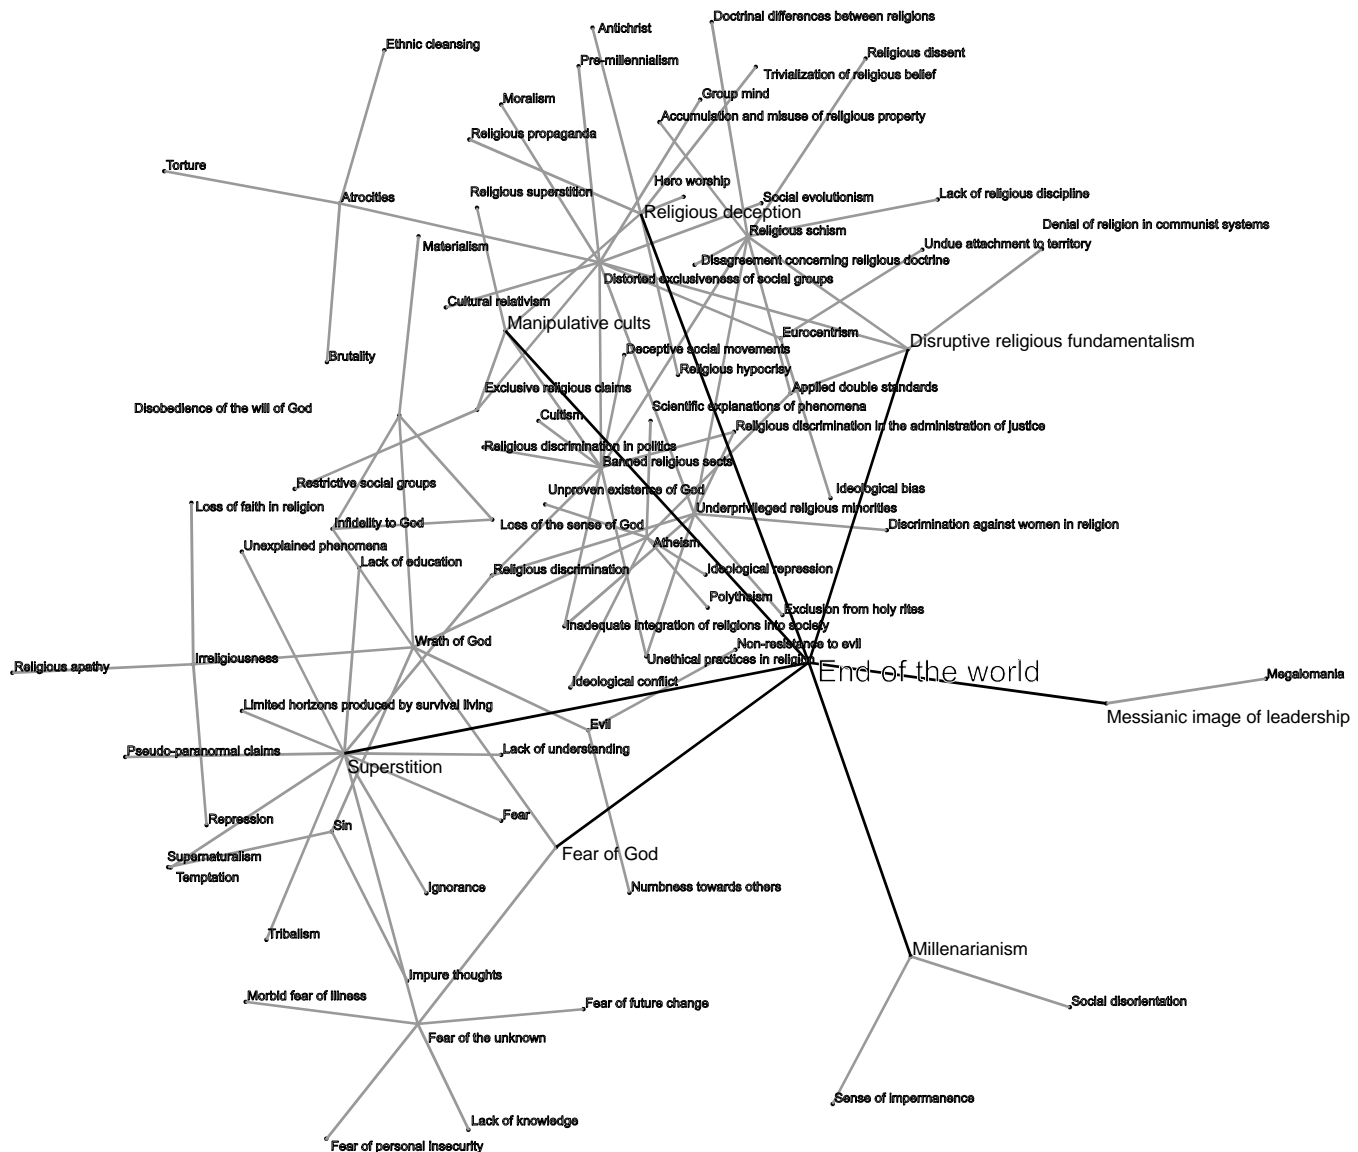 Doctrinal differences between religions
Antichrist
Ethnic cleansing
Religious dissent
Pre-millennialism
Trivialization of religious belief
Group mind
Moralism
Accumulation and misuse of religious property
Religious propaganda
Torture
Hero worship
Religious superstition
Lack of religious discipline
Atrocities
Social evolutionism
Religious deception
Denial of religion in communist systems
Religious schism
Materialism
Undue attachment to territory
Disagreement concerning religious doctrine
Distorted exclusiveness of social groups
Cultural relativism
Manipulative cults
Eurocentrism
Disruptive religious fundamentalism
Deceptive social movements
Brutality
Religious hypocrisy
Exclusive religious claims
Applied double standards
Disobedience of the will of God
Scientific explanations of phenomena
Cultism
Religious discrimination in the administration of justice
Religious discrimination in politics
Banned religious sects
Restrictive social groups
Unproven existence of God
Ideological bias
Loss of faith in religion
Underprivileged religious minorities
Infidelity to God
Loss of the sense of God
Discrimination against women in religion
Atheism
Unexplained phenomena
Lack of education
Religious discrimination
Ideological repression
Polytheism
Exclusion from holy rites
Inadequate integration of religions into society
Wrath of God
Non-resistance to evil
Irreligiousness
Unethical practices in religion
Religious apathy
End of the world
Megalomania
Ideological conflict
Limited horizons produced by survival living
Messianic image of leadership
Evil
Pseudo-paranormal claims
Lack of understanding
Superstition
Fear
Repression
Sin
Fear of God
Supernaturalism
Temptation
Ignorance
Numbness towards others
Tribalism
Millenarianism
Impure thoughts
Morbid fear of illness
Social disorientation
Fear of future change
Fear of the unknown
Sense of impermanence
Lack of knowledge
Fear of personal insecurity